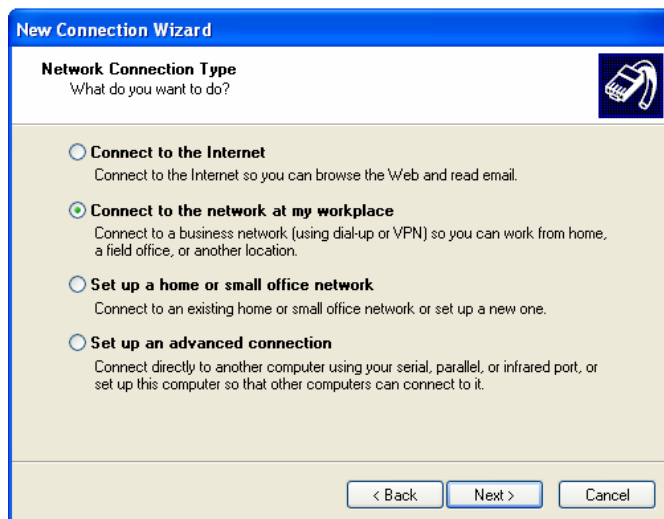 New Connection Wizard
Network Connection Type
What do you want to do?
Connect to the Internet
Connect to the Internet so you can browse the Web and read email.
Connect to the network at my workplace
Connect to a business network (using dial-up or VPN) so you can work from home,
a field office, or another location.
Set up a home or small office network
Connect to an existing home or small office network or set up a new one.
Set up an advanced connection
Connect directly to another computer using your serial, parallel, or infrared port, or
set up this computer so that other computers can connect to it.
< Back Next > Cancel